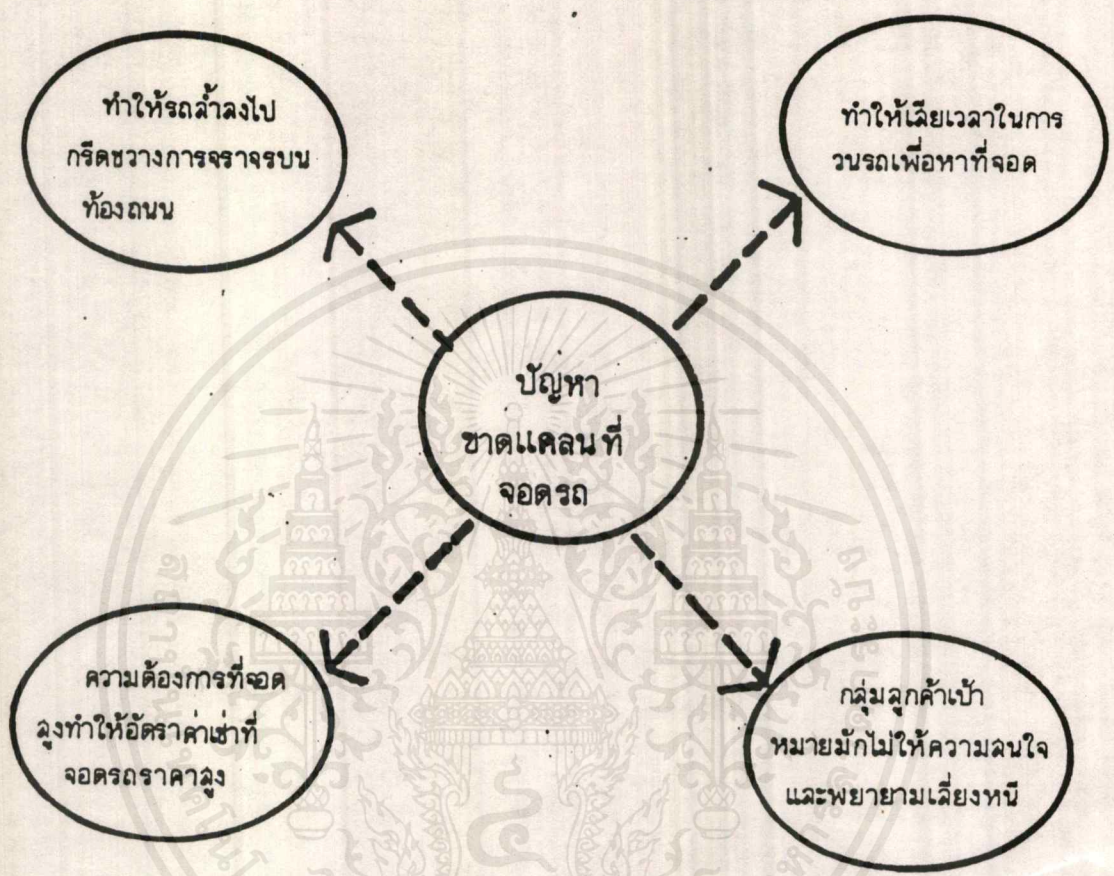 ทำให้รถล้ำลงไป
กรีดขวางการจราจรบน
ท้องถนน
ทำให้เสียเวลาในการ
วนรถเพื่อหาที่จอด
ปัญหา
ขาดแคลนที่
จอดรถ
ความต้องการที่จอด
สูงทำให้อัตราค่าเช่าที่
จอดรถราคาสูง
กลุ่มลูกค้าเป้า
หมายมักไม่ให้ความสนใจ
และพยายามเลี่ยงหนี